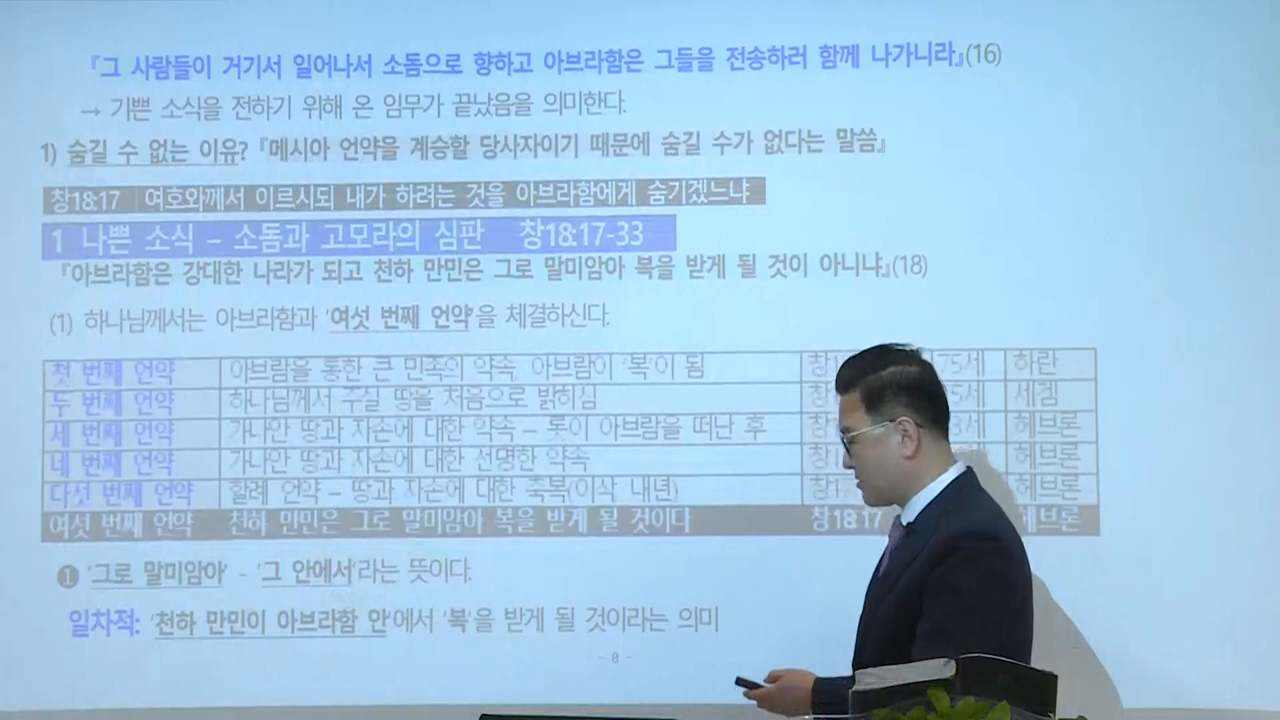 『그 사람들이 거기서 일어나서 소돔으로 향하고 아브라함은 그들을 전송하러 함께 나가니라』(16)
→ 기쁜 소식을 전하기 위해 온 임무가 끝났음을 의미한다.
1) 숨길 수 없는 이유? 『메시아 언약을 계승할 당사자이기 때문에 숨길 수가 없다는 말씀』
창18:17 여호와께서 이르시되 내가 하려는 것을 아브라함에게 숨기겠느냐
1 나쁜 소식 – 소돔과 고모라의 심판 창18:17-33
『아브라함은 강대한 나라가 되고 천하 만민은 그로 말미암아 복을 받게 될 것이 아니냐』(18)
(1) 하나님께서는 아브라함과 '여섯 번째 언약'을 체결하신다.
첫 번째 언약 아브람을 통한 큰 민족의 약속, 아브람이 '복'이 됨 창 75세 하란
두 번째 언약 하나님께서 주실 땅을 처음으로 밝히심 창 세겜
세 번째 언약 가나안 땅과 자손에 대한 약속 – 롯이 아브람을 떠난 후 창 헤브론
네 번째 언약 가나안 땅과 자손에 대한 선명한 약속 창 헤브론
다섯 번째 언약 할례 언약 – 땅과 자손에 대한 축복(이삭 내년) 창 헤브론
여섯 번째 언약 천하 만민은 그로 말미암아 복을 받게 될 것이다 창18:17 헤브론
❶ '그로 말미암아' - '그 안에서'라는 뜻이다.
일차적: '천하 만민이 아브라함 안'에서 '복'을 받게 될 것이라는 의미
- 8 -